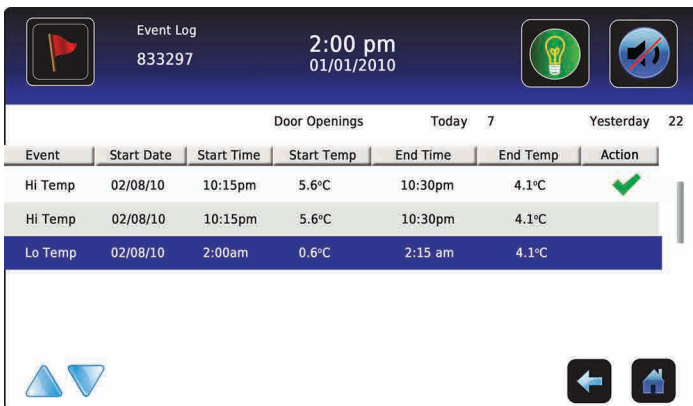 Event Log
833297
2:00 pm
01/01/2010
Door Openings Today 7 Yesterday 22
Event Start Date Start Time Start Temp End Time End Temp Action
Hi Temp 02/08/10 10:15pm 5.6°C 10:30pm 4.1°C
Hi Temp 02/08/10 10:15pm 5.6°C 10:30pm 4.1°C
Lo Temp 02/08/10 2:00am 0.6°C 2:15 am 4.1°C